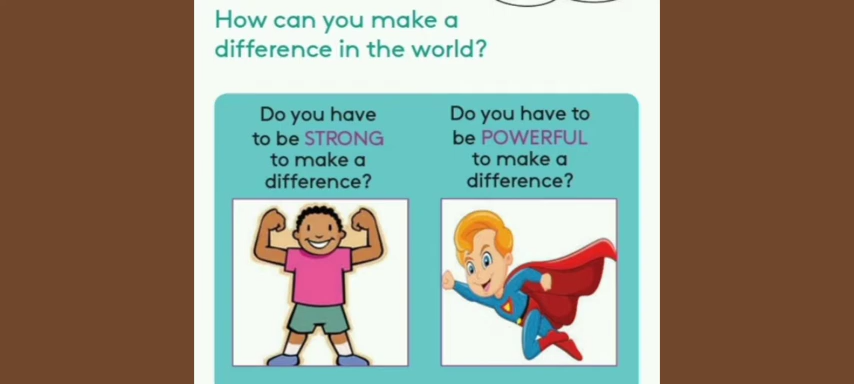 How can you make a
difference in the world?
Do you have
to be STRONG
to make a
difference?
Do you have to
be POWERFUL
to make a
difference?